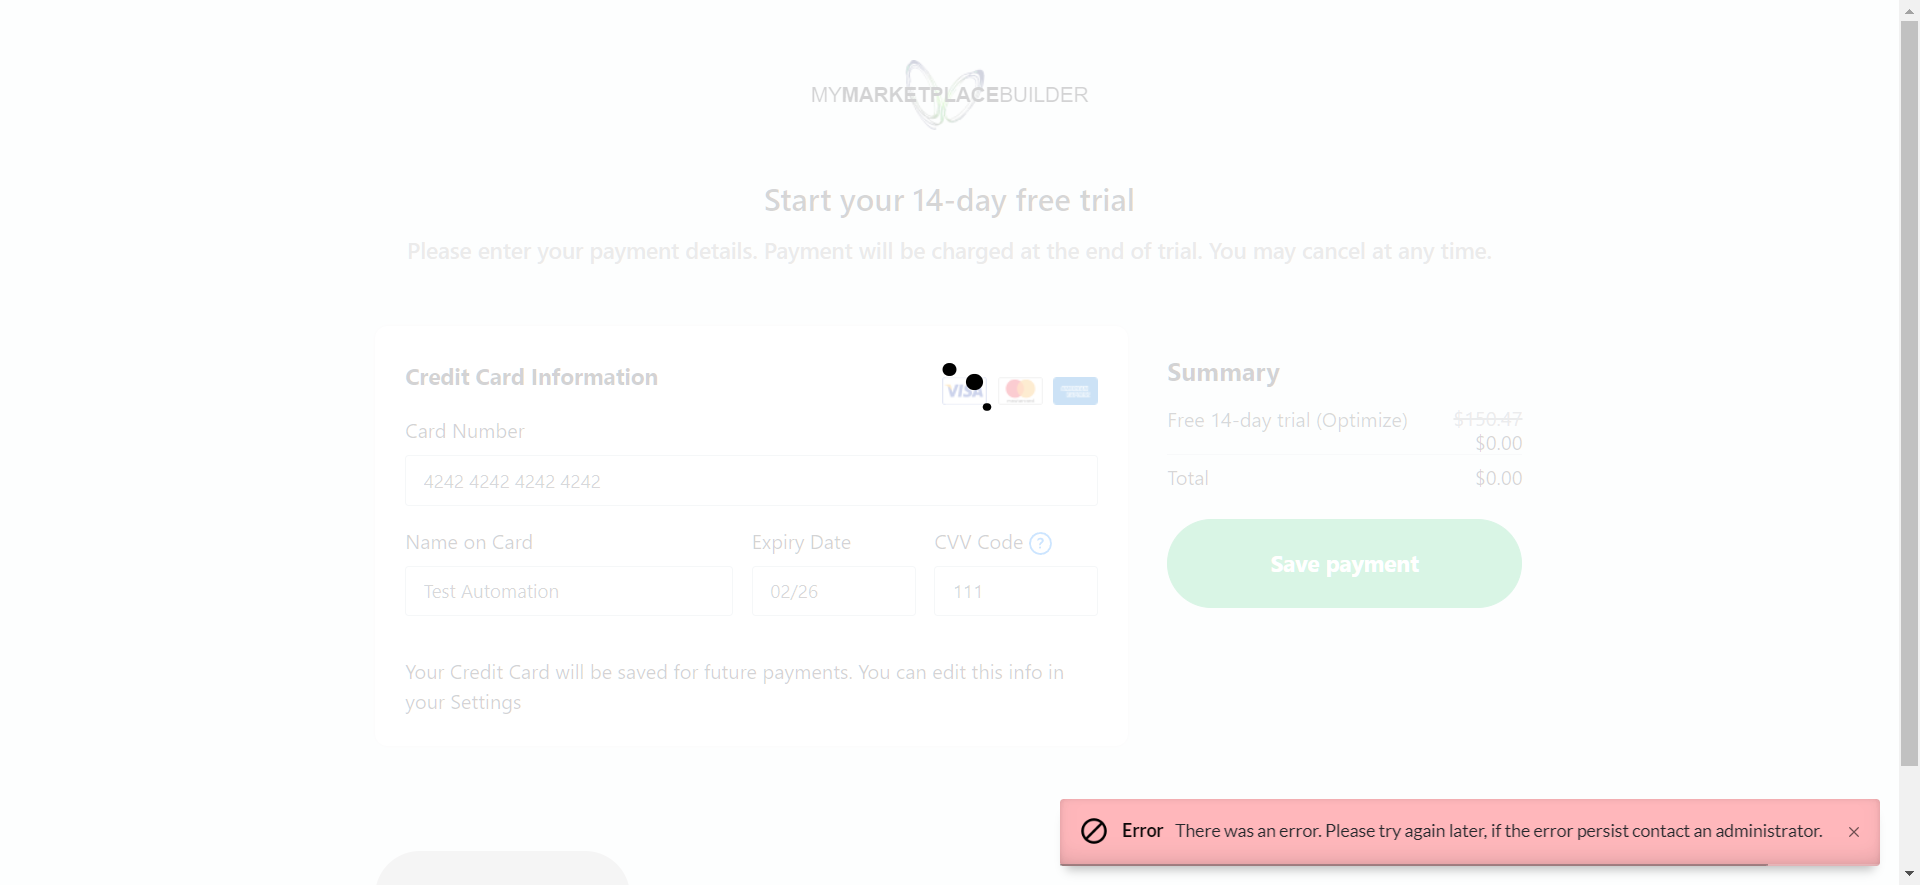 MYMARKETPLACEBUILDER
Start your 14-day free trial
Please enter your payment details. Payment will be charged at the end of trial. You may cancel at any time.
Credit Card Information
VISA
Card Number
4242 4242 4242 4242
Name on Card
Expiry Date
CVV Code ?
Test Automation
02/26
111
Your Credit Card will be saved for future payments. You can edit this info in
your Settings
Summary
Free 14-day trial (Optimize)
$150.47
$0.00
Total
$0.00
Save payment
Error There was an error. Please try again later, if the error persist contact an administrator.